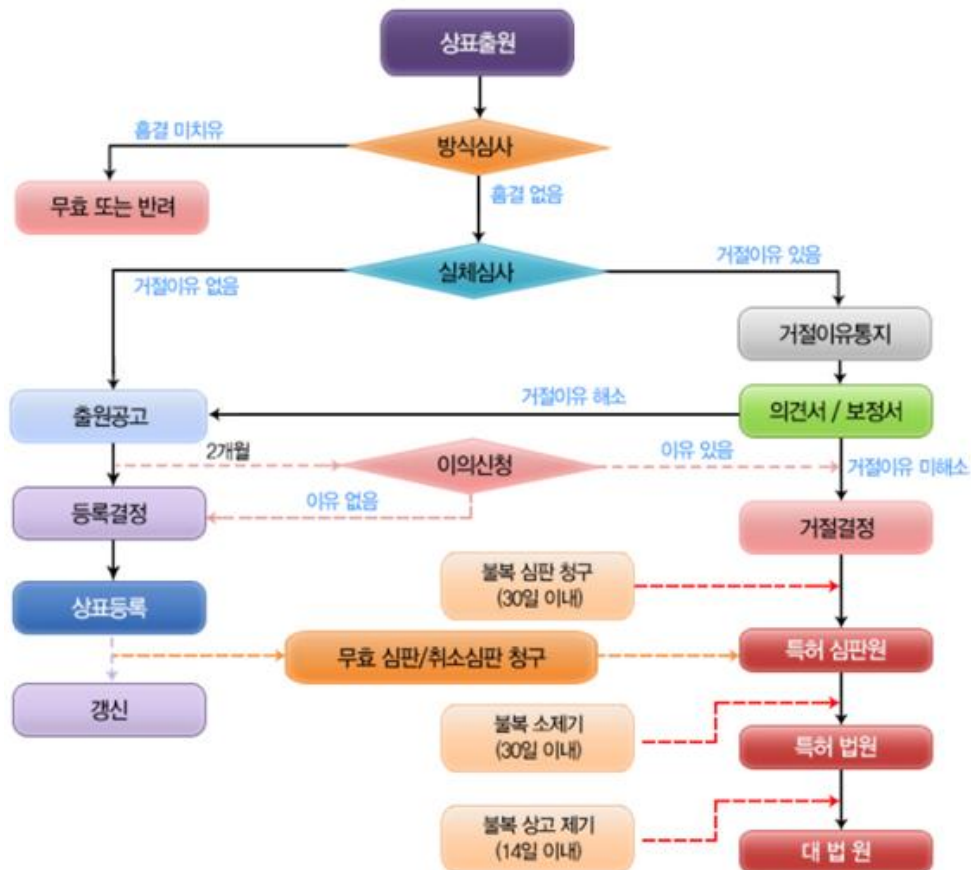 상표출원
흠결 미치유
방식심사
무효 또는 반려
흠결 없음
거절이유 있음
실체심사
거절이유 없음
거절이유통지
거절이유 해소
출원공고
의견서 / 보정서
2개월
이의신청
이유 있음
거절이유 미해소
이유 없음
등록결정
거절결정
불복 심판 청구
(30일 이내)
상표등록
무효 심판/취소심판 청구
특허 심판원
갱신
불복 소제기
(30일 이내)
특허 법원
불복 상고 제기
(14일 이내)
대 법 원